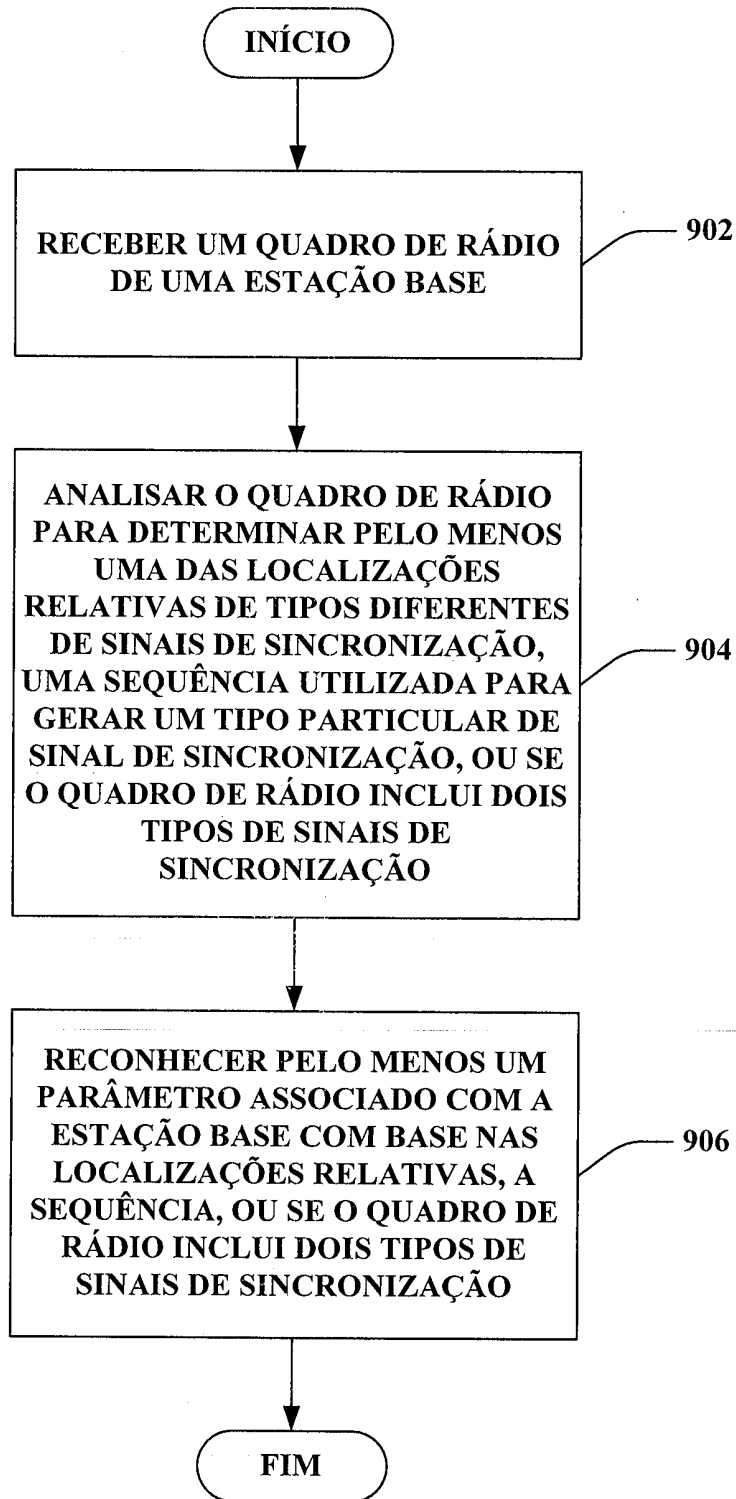 INÍCIO
RECEBER UM QUADRO DE RÁDIO
DE UMA ESTAÇÃO BASE
902
ANALISAR O QUADRO DE RÁDIO
PARA DETERMINAR PELO MENOS
UMA DAS LOCALIZAÇÕES
RELATIVAS DE TIPOS DIFERENTES
DE SINAIS DE SINCRONIZAÇÃO,
UMA SEQUÊNCIA UTILIZADA PARA
GERAR UM TIPO PARTICULAR DE
SINAL DE SINCRONIZAÇÃO, OU SE
O QUADRO DE RÁDIO INCLUI DOIS
TIPOS DE SINAIS DE
SINCRONIZAÇÃO
904
RECONHECER PELO MENOS UM
PARÂMETRO ASSOCIADO COM A
ESTAÇÃO BASE COM BASE NAS
LOCALIZAÇÕES RELATIVAS, A
SEQUÊNCIA, OU SE O QUADRO DE
RÁDIO INCLUI DOIS TIPOS DE
SINAIS DE SINCRONIZAÇÃO
906
FIM